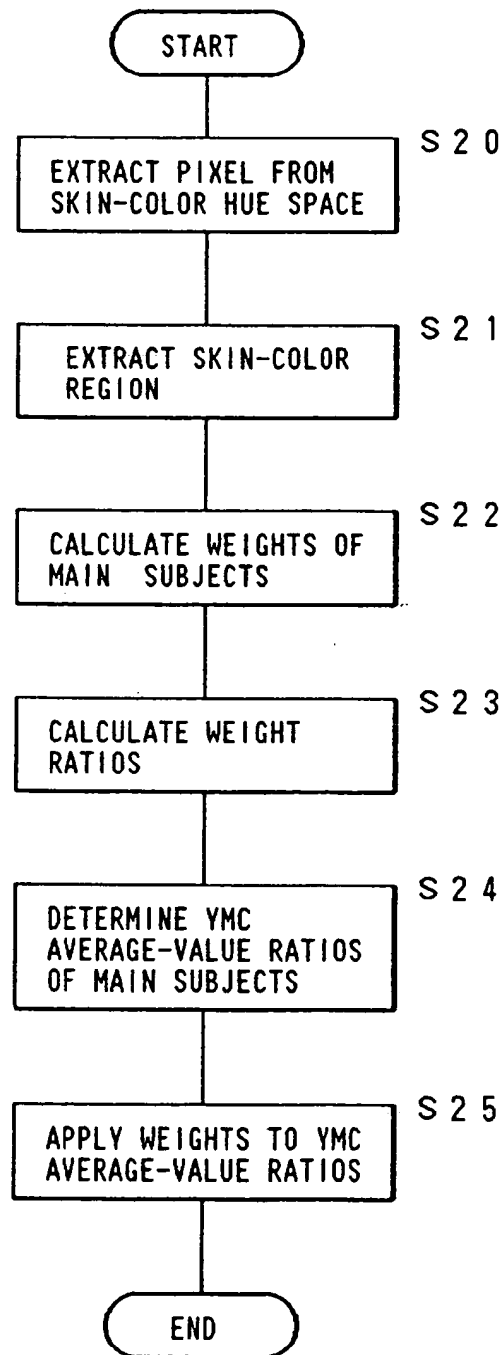 START
S20
EXTRACT PIXEL FROM
SKIN-COLOR HUE SPACE
S21
EXTRACT SKIN-COLOR
REGION
S22
CALCULATE WEIGHTS OF
MAIN SUBJECTS
S23
CALCULATE WEIGHT
RATIOS
S24
DETERMINE YMC
AVERAGE-VALUE RATIOS
OF MAIN SUBJECTS
S25
APPLY WEIGHTS TO YMC
AVERAGE-VALUE RATIOS
END